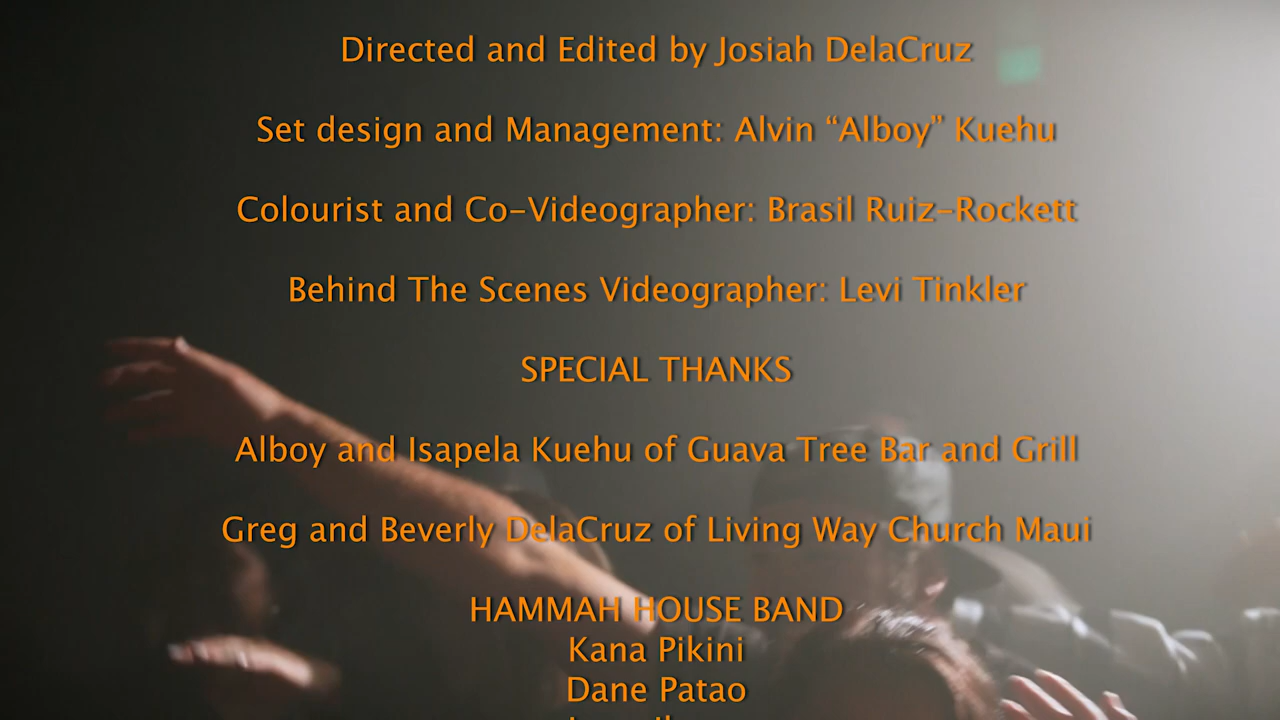 Directed and Edited by Josiah DelaCruz
Set design and Management: Alvin “Alboy” Kuehu
Colourist and Co-Videographer: Brasil Ruiz-Rockett
Behind The Scenes Videographer: Levi Tinkler
SPECIAL THANKS
Alboy and Isapela Kuehu of Guava Tree Bar and Grill
Greg and Beverly DelaCruz of Living Way Church Maui
HAMMAH HOUSE BAND
Kana Pikini
Dane Patao